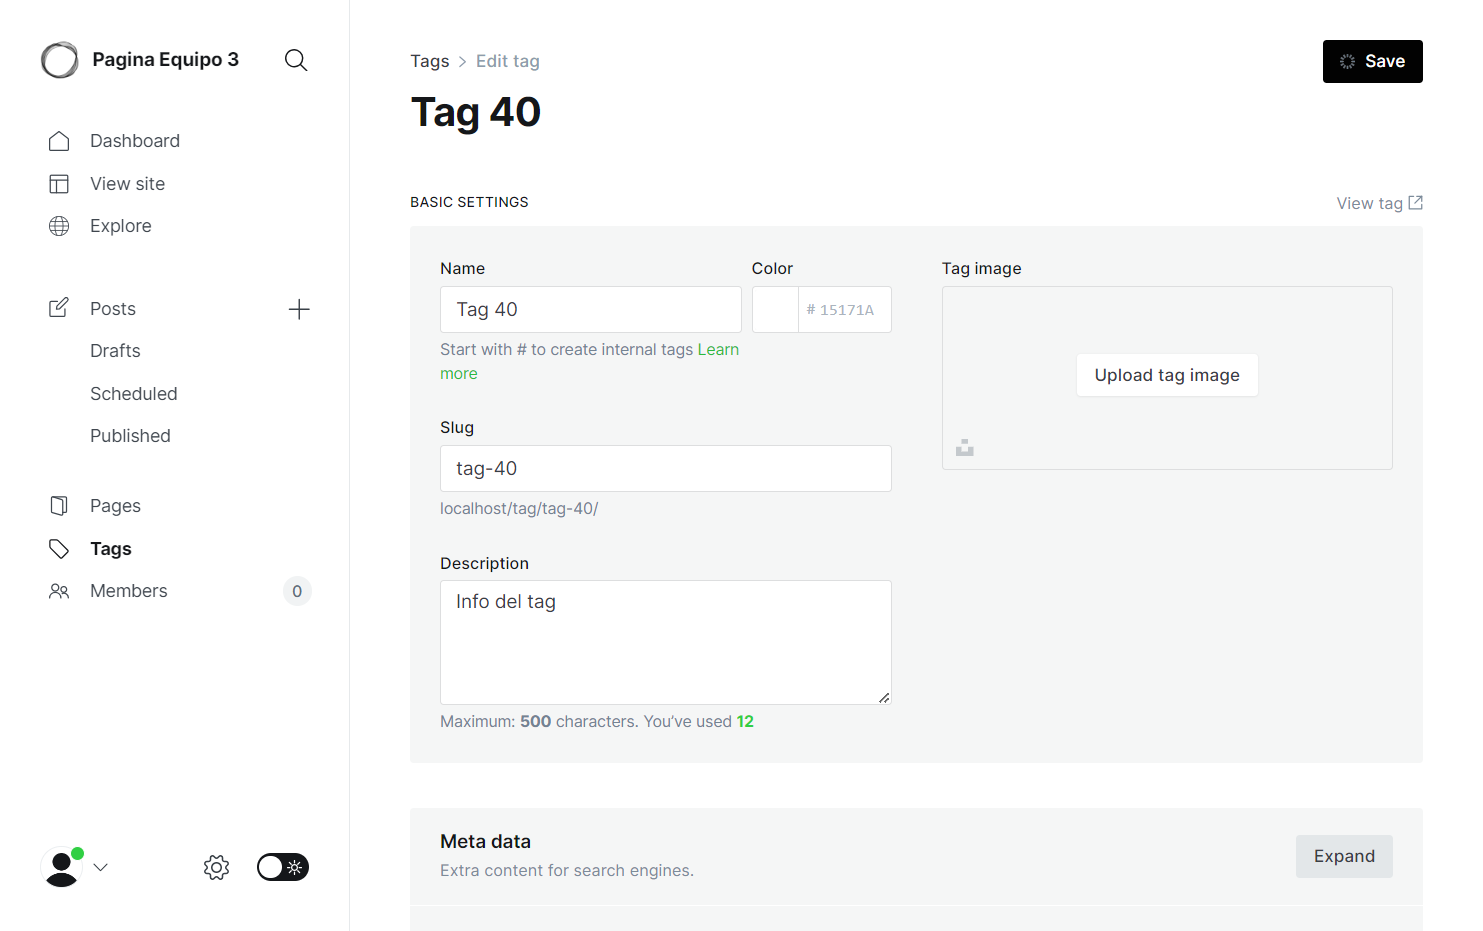 Pagina Equipo 3
Dashboard
View site
Explore
Posts
Drafts
Scheduled
Published
Pages
Tags
Members
0
Tags > Edit tag
Save
Tag 40
BASIC SETTINGS
View tag
Name
Color
Tag image
Tag 40
# 15171A
Start with # to create internal tags Learn
more
Upload tag image
Slug
tag-40
localhost/tag/tag-40/
Description
Info del tag
Maximum: 500 characters. You've used 12
Meta data
Extra content for search engines.
Expand